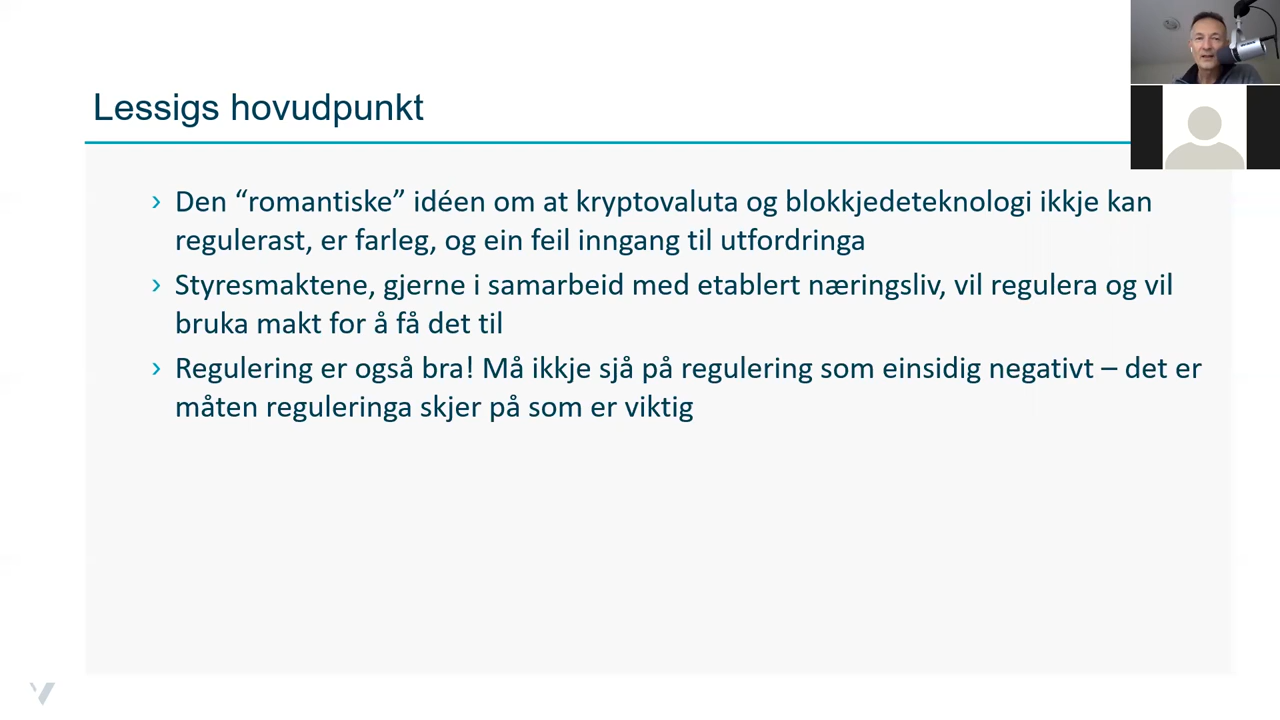 Lessigs hovudpunkt
› Den “romantiske” idéen om at kryptovaluta og blokkjedeteknologi ikkje kan
regulerast, er farleg, og ein feil inngang til utfordringa
› Styresmaktene, gjerne i samarbeid med etablert næringsliv, vil regulera og vil
bruka makt for å få det til
› Regulering er også bra! Må ikkje sjå på regulering som einsidig negativt – det er
måten reguleringa skjer på som er viktig